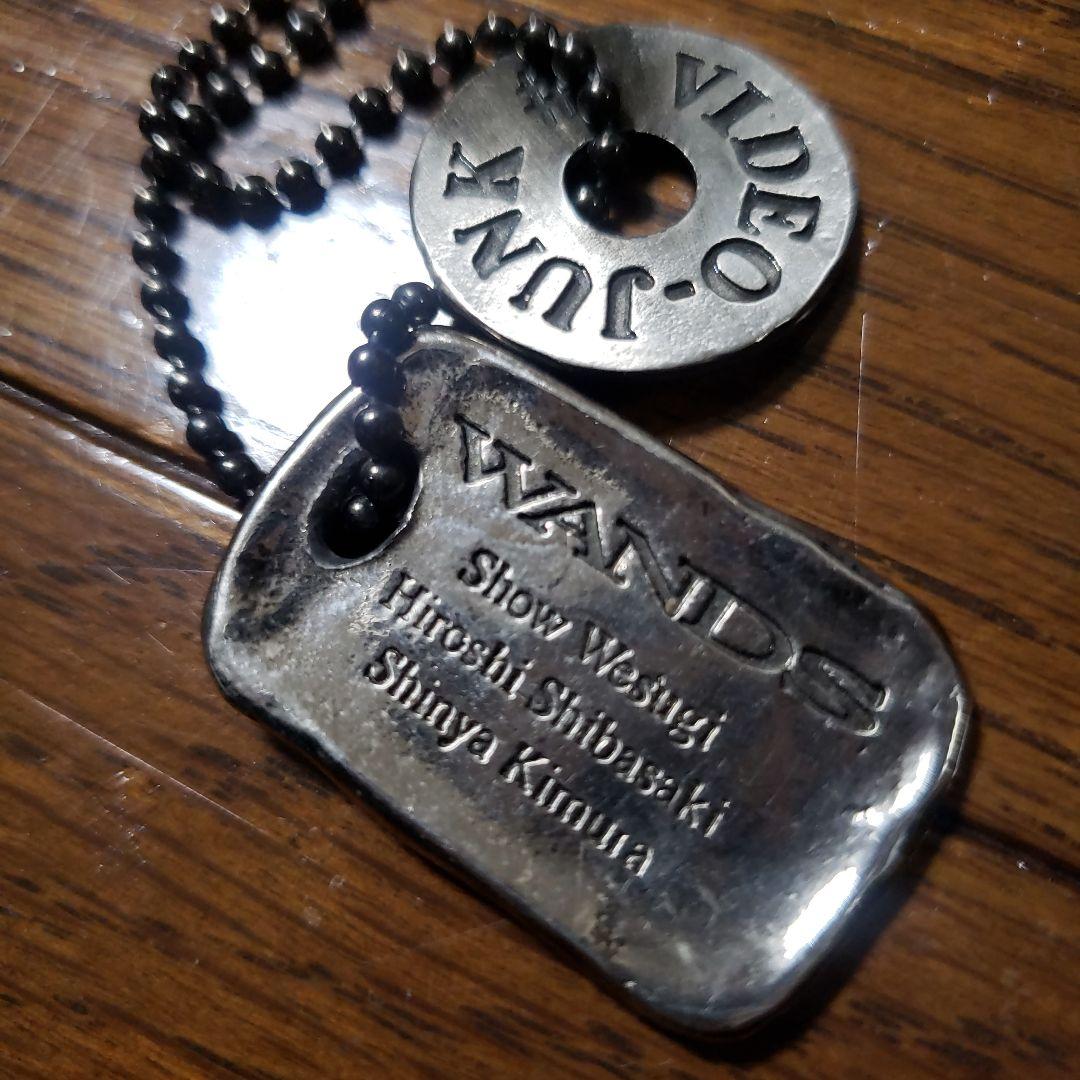 VIDEO-JUNK
WANDS
Show Wesugi
Hiroshi Shibasaki
Shinya Kimura